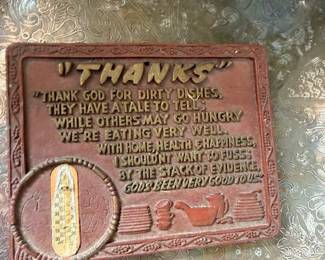 "THANKS"
"THANK GOD FOR DIRTY DISHES,
THEY HAVE A TALE TO TELL;
WHILE OTHERS MAY GO HUNGRY
WE'RE EATING VERY WELL.
WITH HOME, HEALTH & HAPPINESS,
I SHOULDN'T WANT TO FUSS;
BY THE STACK OF EVIDENCE,
GOD'S BEEN VERY GOOD TO US."